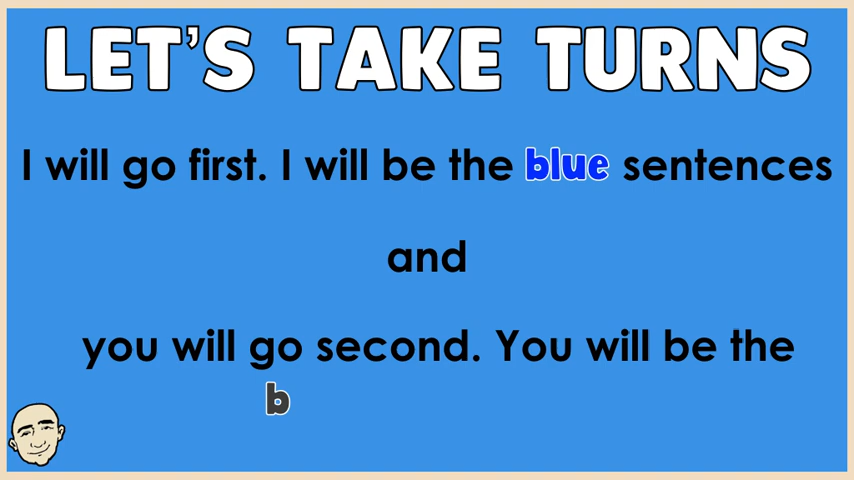 LET'S TAKE TURNS
I will go first. I will be the blue sentences
and
you will go second. You will be the
b